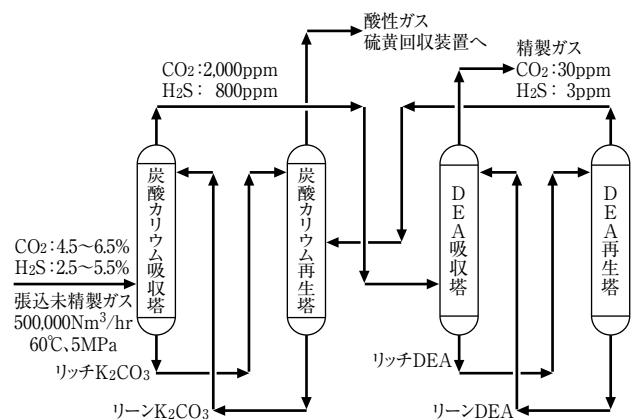 酸性ガス
硫黄回収装置へ
精製ガス
CO2:30ppm
H2S: 3ppm
CO2:2,000ppm
H2S: 800ppm
炭酸カリウム吸収塔
炭酸カリウム再生塔
DEA吸収塔
DEA再生塔
CO2:4.5～6.5%
H2S:2.5～5.5%
張込未精製ガス
500,000Nm³/hr
60℃、5MPa
リッチK2CO3
リッチDEA
リーンK2CO3
リーンDEA